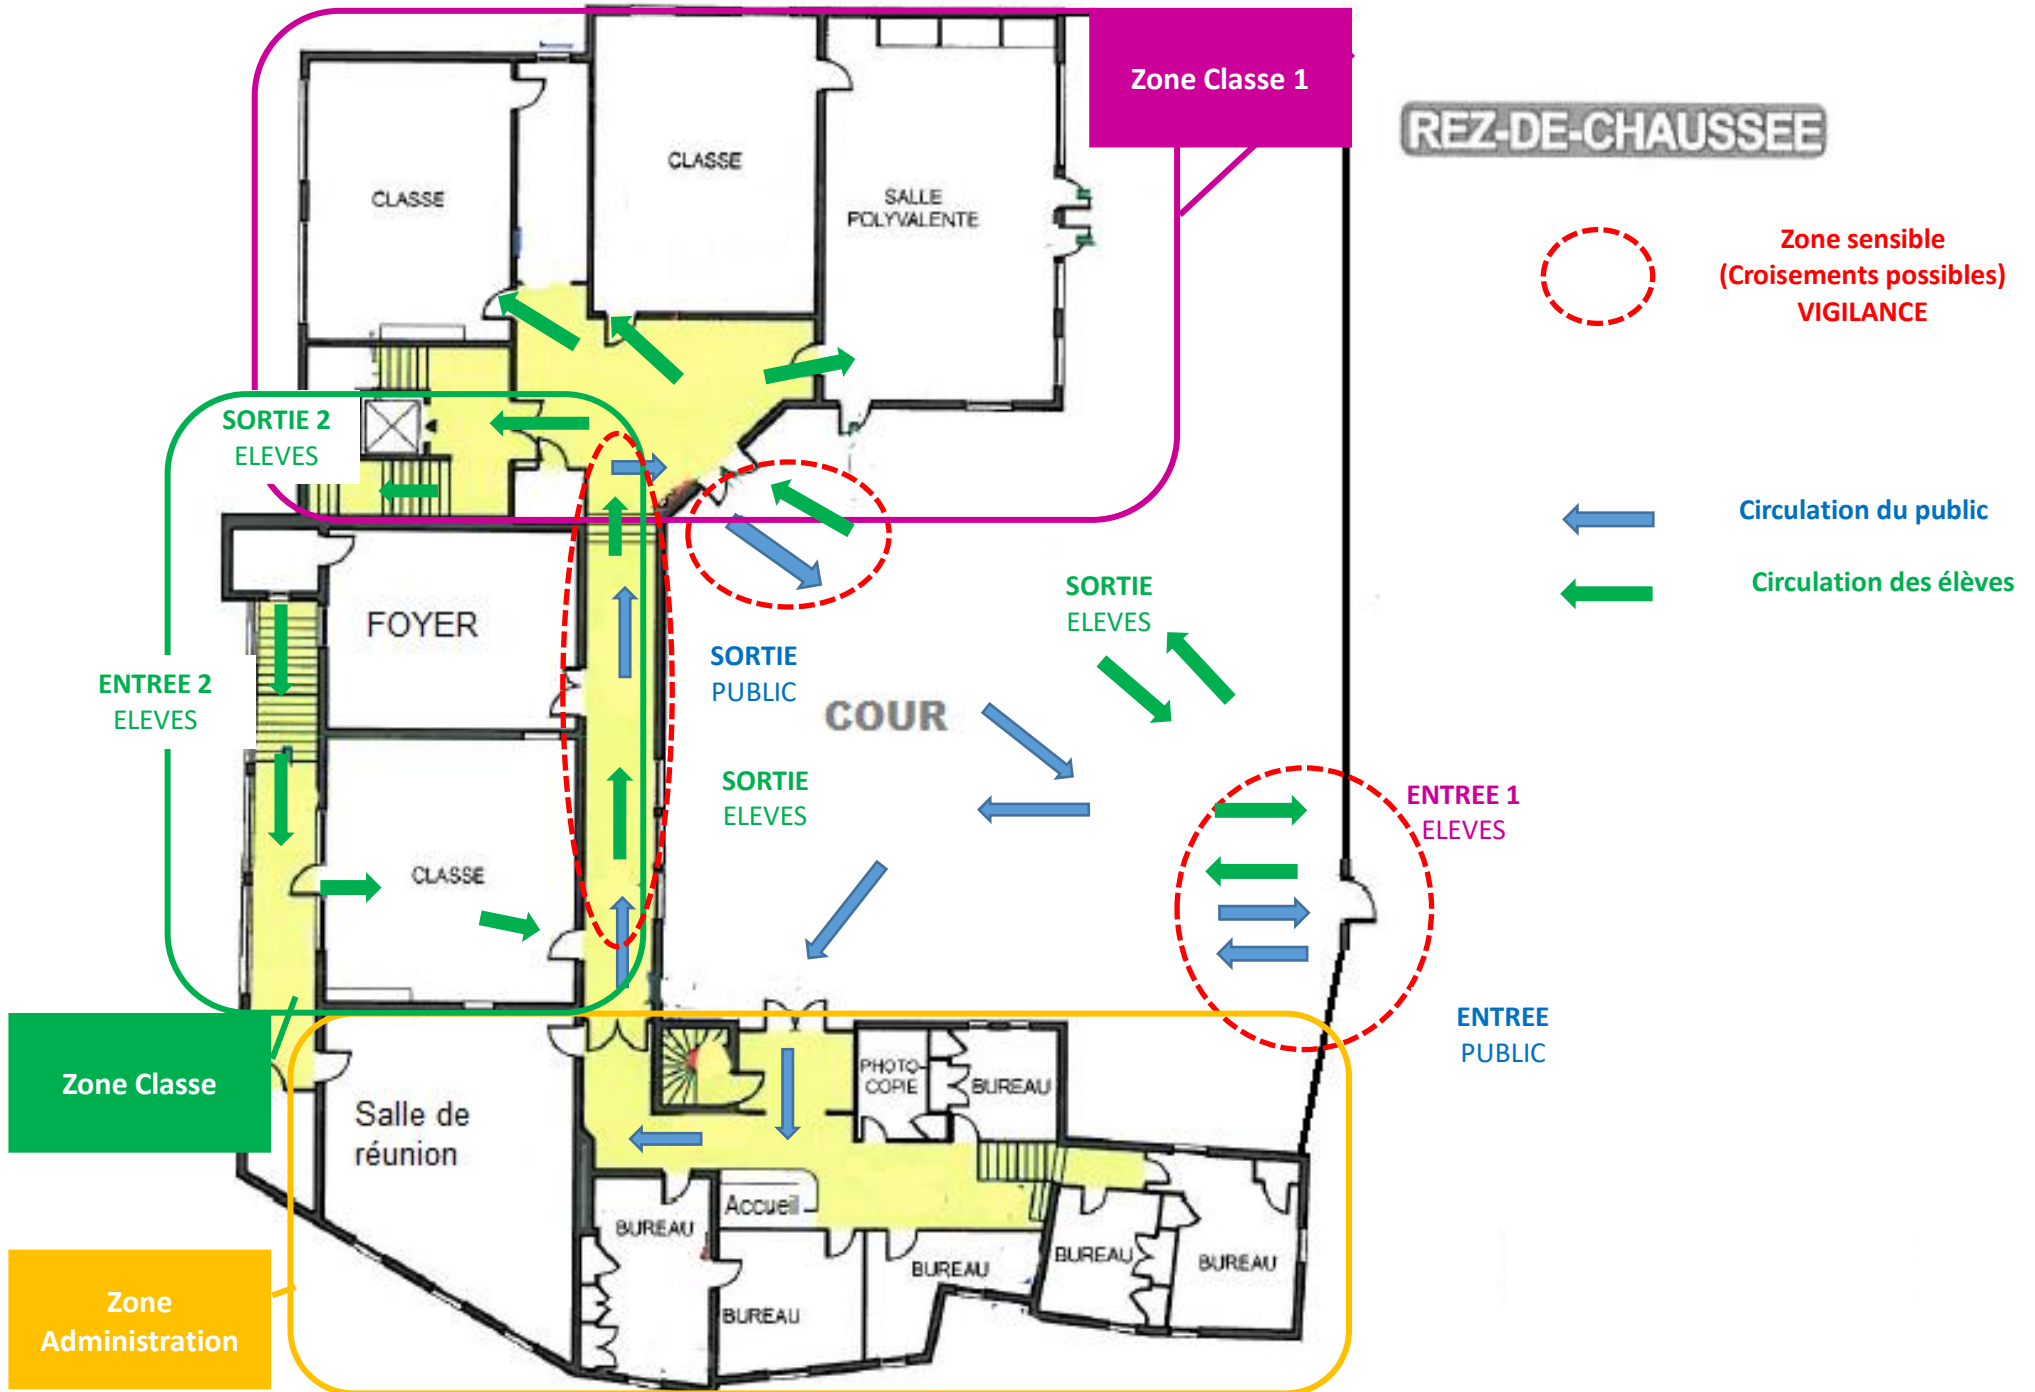 Zone Classe 1
REZ-DE-CHAUSSEE
CLASSE
CLASSE
SALLE
POLYVALENTE
Zone sensible
(Croisements possibles)
VIGILANCE
SORTIE 2
ELEVES
Circulation du public
Circulation des élèves
FOYER
SORTIE
ELEVES
SORTIE
PUBLIC
ENTREE 2
ELEVES
COUR
SORTIE
ELEVES
ENTREE 1
ELEVES
CLASSE
ENTREE
PUBLIC
Zone Classe
PHOTO-
COPIE
BUREAU
Salle de
réunion
Accueil
BUREAU
BUREAU
BUREAU
BUREAU
BUREAU
Zone
Administration